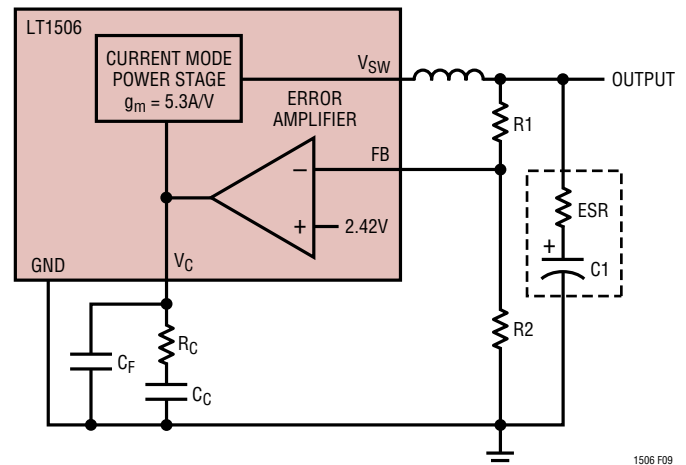 LT1506
CURRENT MODE
POWER STAGE
gm = 5.3A/V
VSW
OUTPUT
ERROR
AMPLIFIER
R1
FB
–
+
2.42V
ESR
+
C1
GND
VC
R2
RC
CF
CC
1506 F09